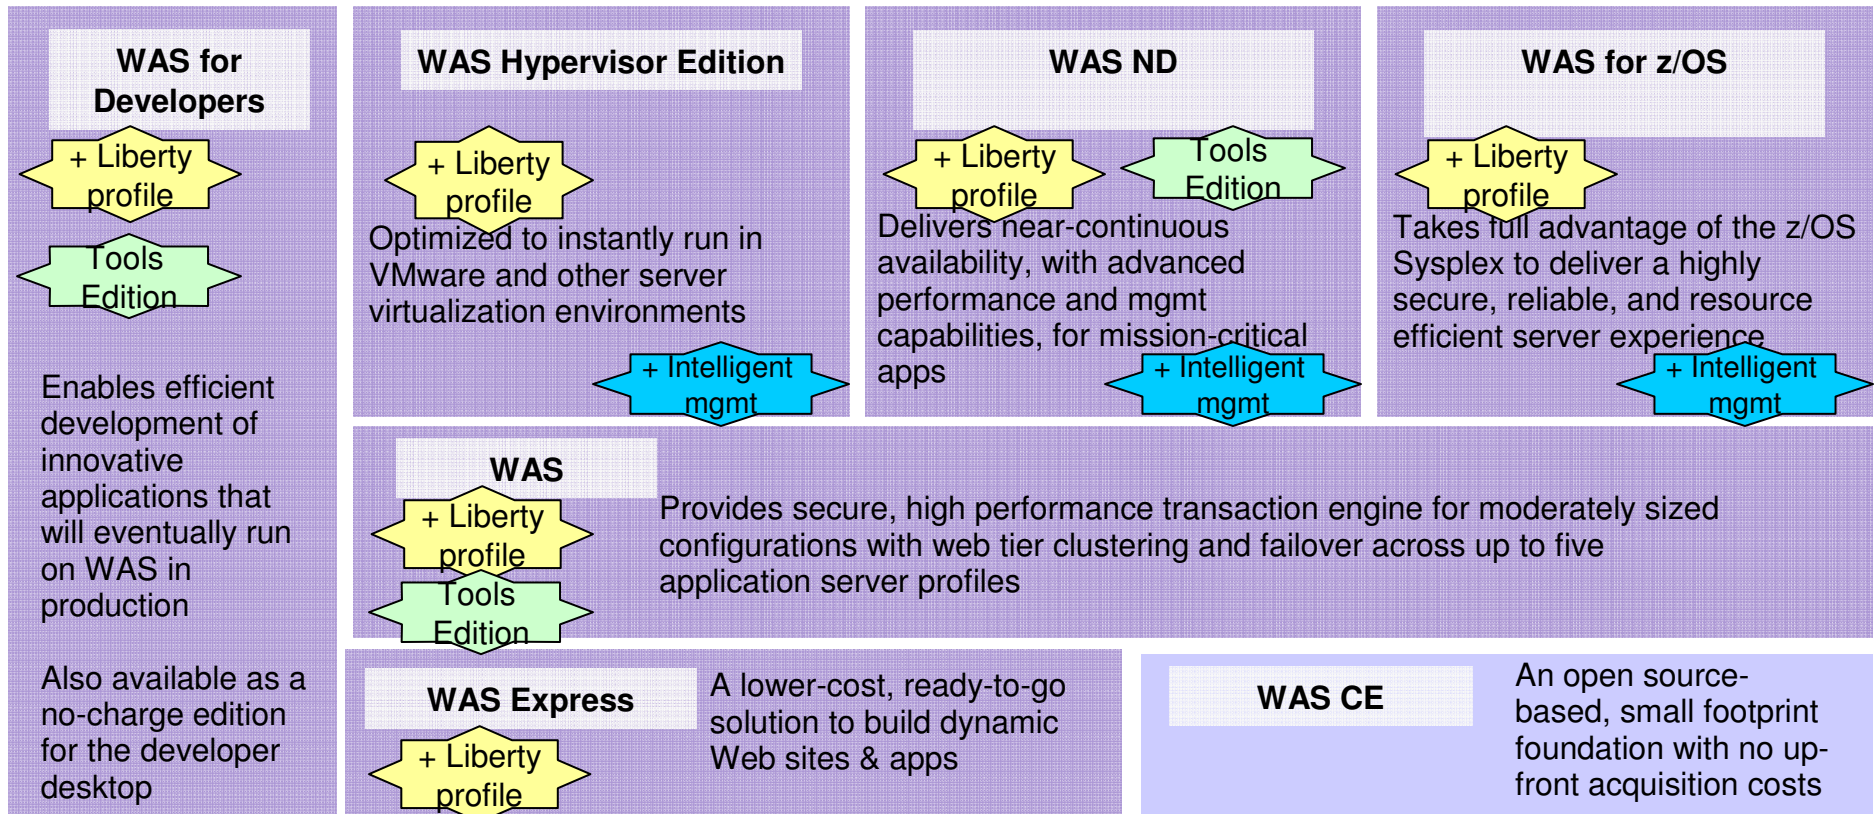 WAS for
Developers
+ Liberty
profile
Tools
Edition
Enables efficient
development of
innovative
applications that
will eventually run
on WAS in
production
Also available as a
no-charge edition
for the developer
desktop
WAS Hypervisor Edition
+ Liberty
profile
Optimized to instantly run in
VMware and other server
virtualization environments
+ Intelligent
mgmt
WAS ND
+ Liberty
profile
Tools
Edition
Delivers near-continuous
availability, with advanced
performance and mgmt
capabilities, for mission-critical
apps
+ Intelligent
mgmt
WAS for z/OS
+ Liberty
profile
Takes full advantage of the z/OS
Sysplex to deliver a highly
secure, reliable, and resource
efficient server experience
+ Intelligent
mgmt
WAS
+ Liberty
profile
Tools
Edition
Provides secure, high performance transaction engine for moderately sized
configurations with web tier clustering and failover across up to five
application server profiles
WAS Express
+ Liberty
profile
A lower-cost, ready-to-go
solution to build dynamic
Web sites & apps
WAS CE
An open source-
based, small footprint
foundation with no up-
front acquisition costs